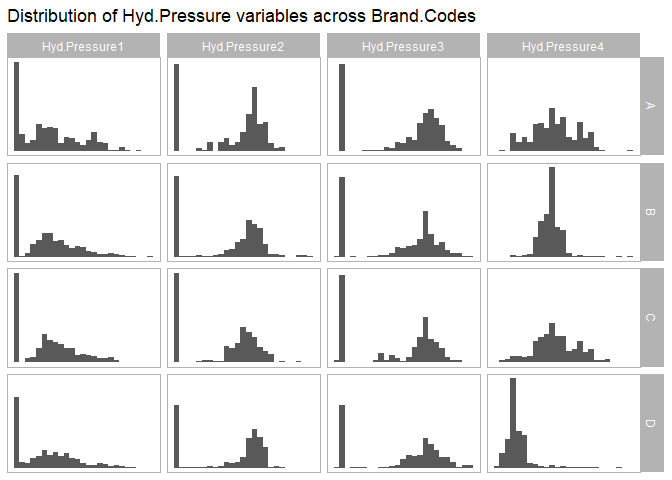 Distribution of Hyd.Pressure variables across Brand.Codes
Hyd.Pressure1 Hyd.Pressure2 Hyd.Pressure3 Hyd.Pressure4
A
B
C
D